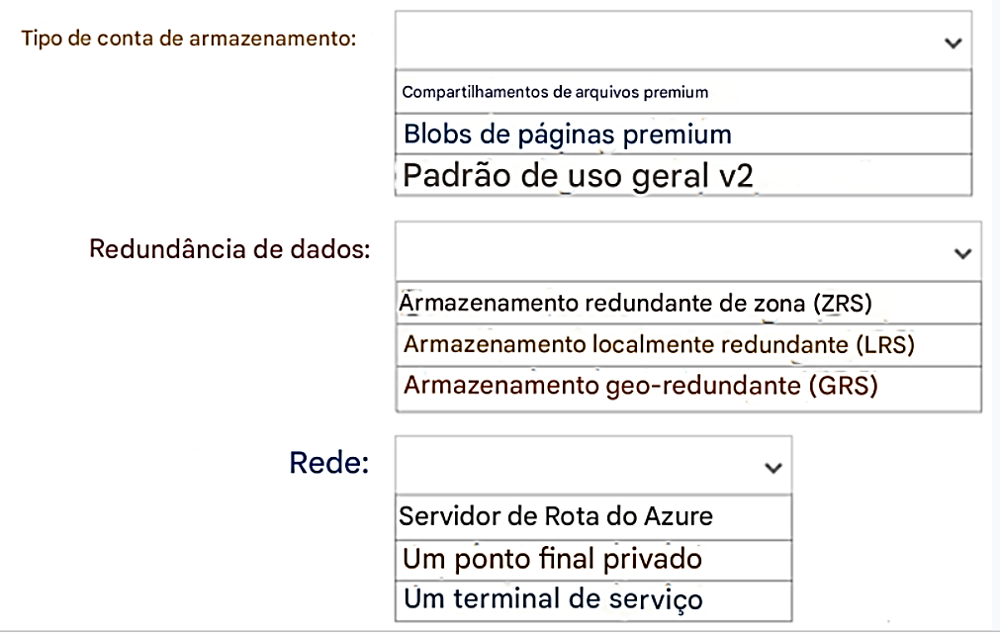 Tipo de conta de armazenamento:
Compartilhamentos de arquivos premium
Blobs de páginas premium
Padrão de uso geral v2
Redundância de dados:
Armazenamento redundante de zona (ZRS)
Armazenamento localmente redundante (LRS)
Armazenamento geo-redundante (GRS)
Rede:
Servidor de Rota do Azure
Um ponto final privado
Um terminal de serviço